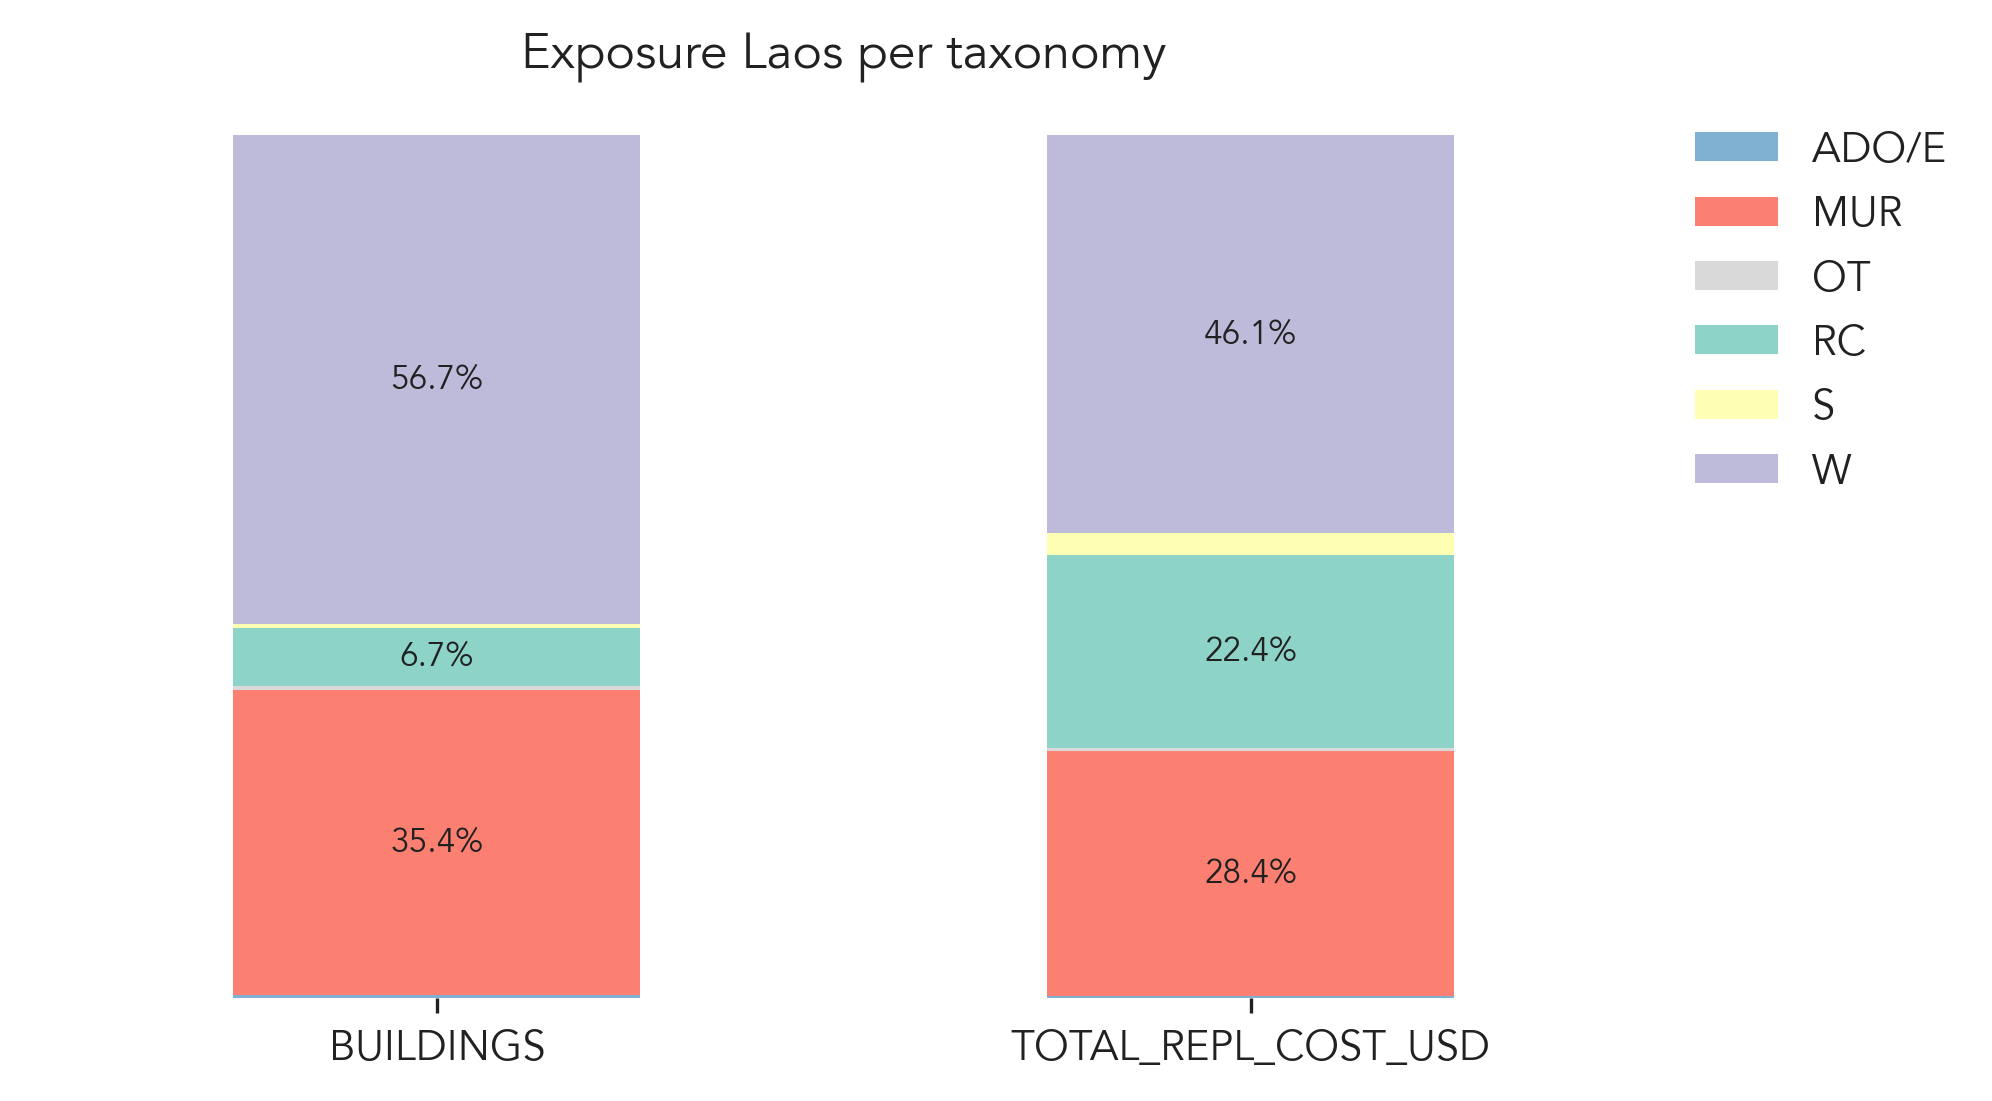 Exposure Laos per taxonomy
ADO/E
MUR
OT
RC
S
W
56.7%
6.7%
35.4%
46.1%
22.4%
28.4%
BUILDINGS
TOTAL_REPL_COST_USD